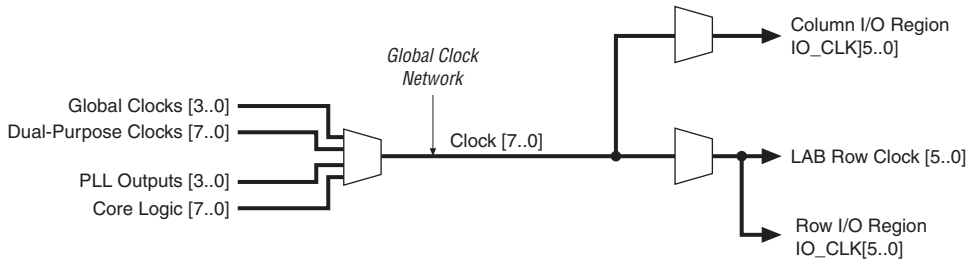 Column I/O Region
IO_CLK]5..0]
Global Clock
Network
Global Clocks [3..0]
Dual-Purpose Clocks [7..0]
Clock [7..0]
LAB Row Clock [5..0]
PLL Outputs [3..0]
Core Logic [7..0]
Row I/O Region
IO_CLK[5..0]